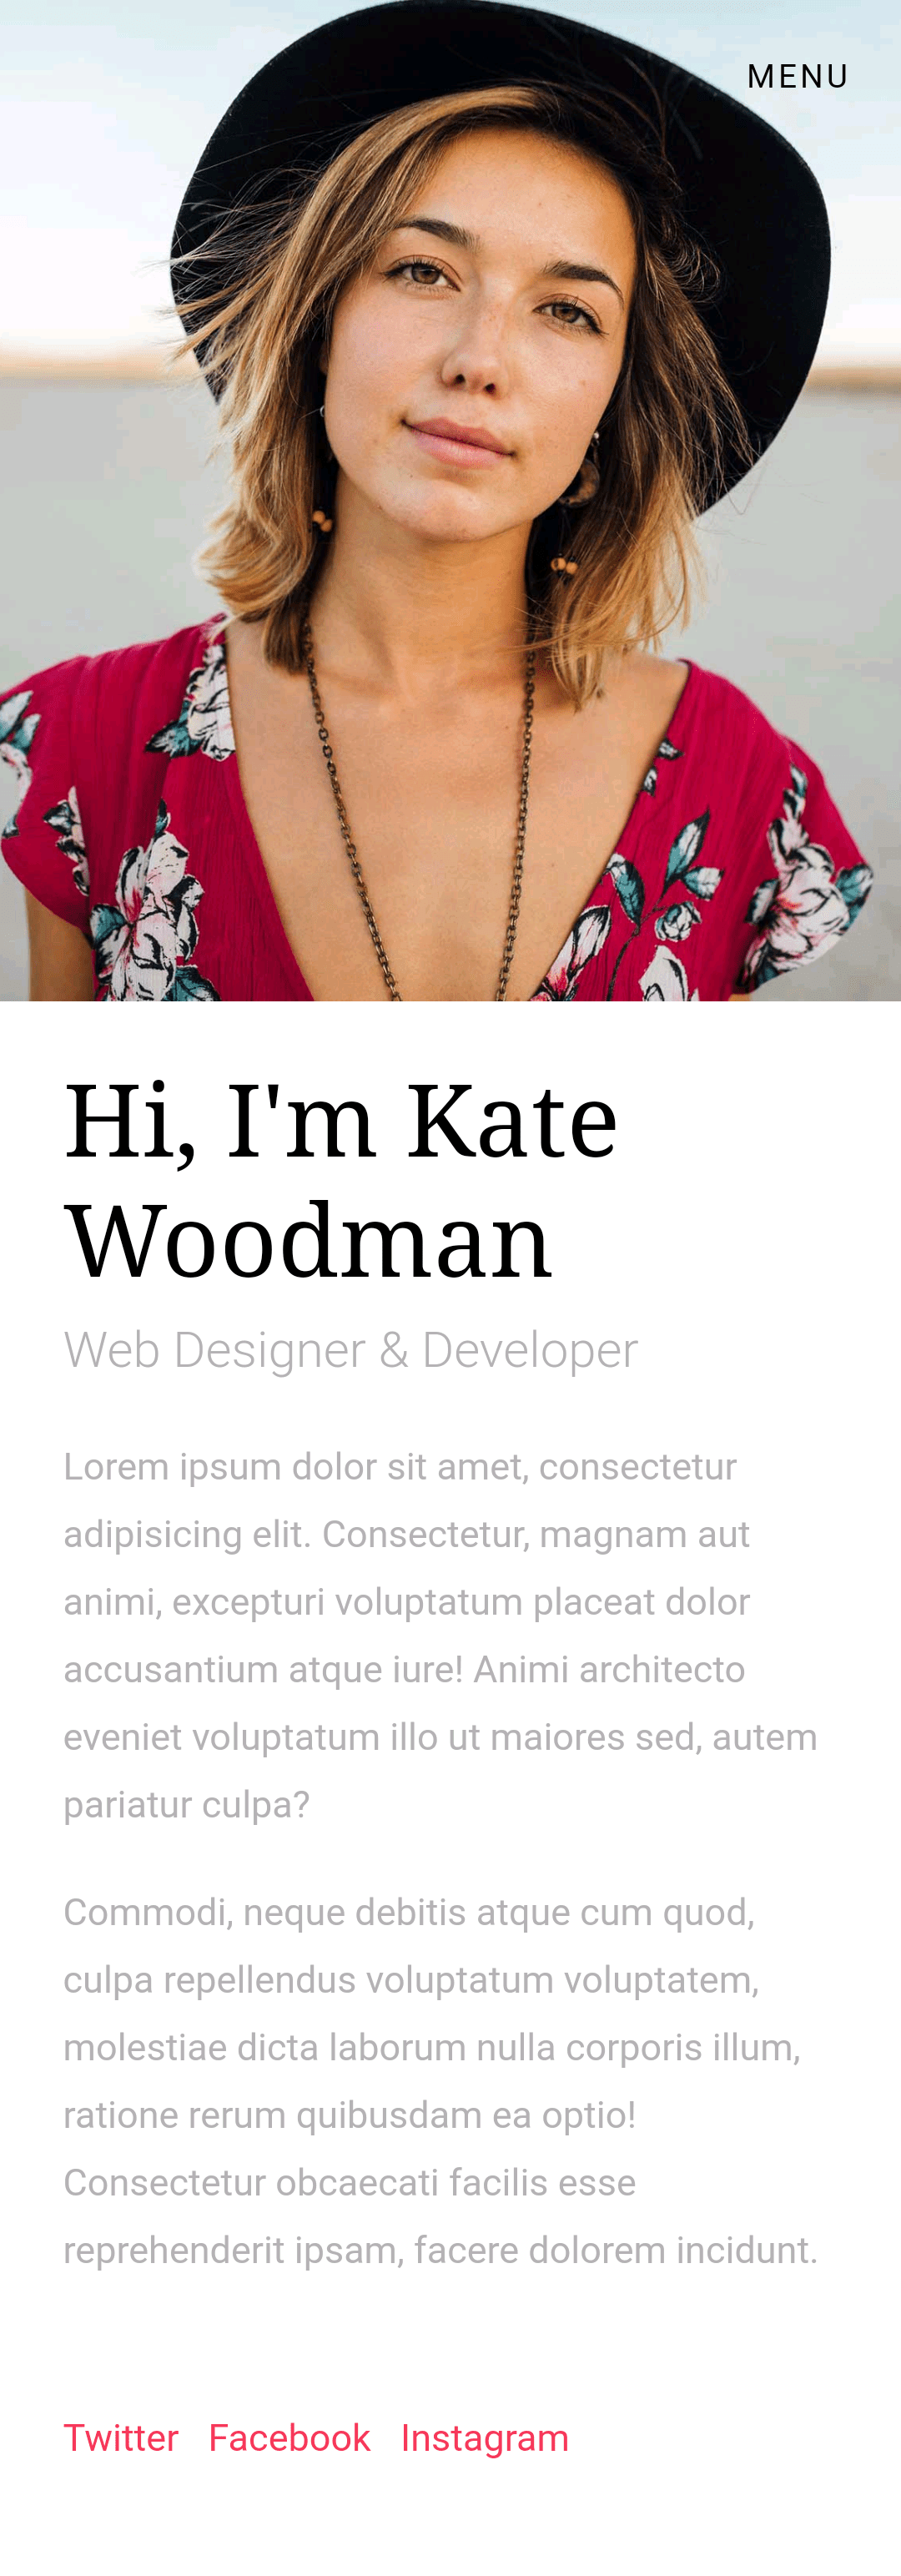 MENU
Hi, I'm Kate
Woodman
Web Designer & Developer
Lorem ipsum dolor sit amet, consectetur
adipisicing elit. Consectetur, magnam aut
animi, excepturi voluptatum placeat dolor
accusantium atque iure! Animi architecto
eveniet voluptatum illo ut maiores sed, autem
pariatur culpa?
Commodi, neque debitis atque cum quod,
culpa repellendus voluptatum voluptatem,
molestiae dicta laborum nulla corporis illum,
ratione rerum quibusdam ea optio!
Consectetur obcaecati facilis esse
reprehenderit ipsam, facere dolorem incidunt.
Twitter Facebook Instagram